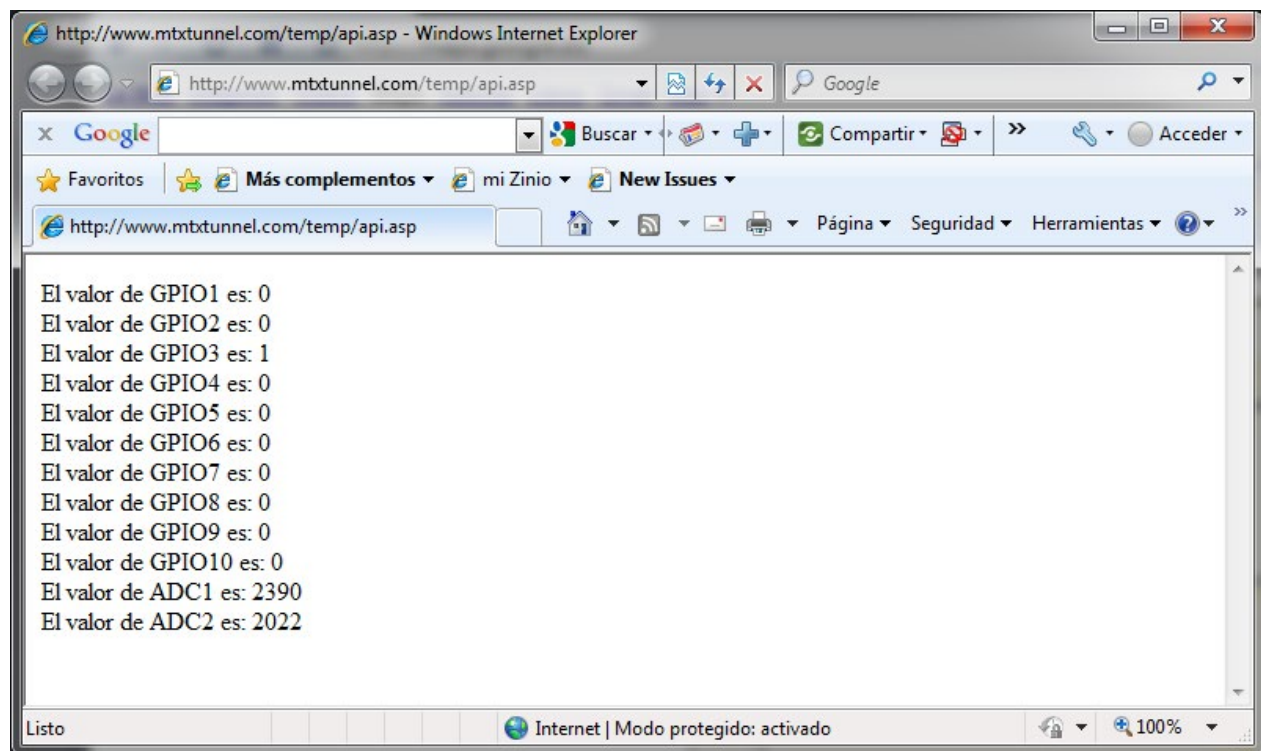 http://www.mtxtunnel.com/temp/api.asp - Windows Internet Explorer
http://www.mtxtunnel.com/temp/api.asp
Google
x Google
Buscar
Compartir
»
Acceder
Favoritos
Más complementos
mi Zinio
New Issues
http://www.mtxtunnel.com/temp/api.asp
Página
Seguridad
Herramientas
»
El valor de GPIO1 es: 0
El valor de GPIO2 es: 0
El valor de GPIO3 es: 1
El valor de GPIO4 es: 0
El valor de GPIO5 es: 0
El valor de GPIO6 es: 0
El valor de GPIO7 es: 0
El valor de GPIO8 es: 0
El valor de GPIO9 es: 0
El valor de GPIO10 es: 0
El valor de ADC1 es: 2390
El valor de ADC2 es: 2022
Listo
Internet | Modo protegido: activado
100%